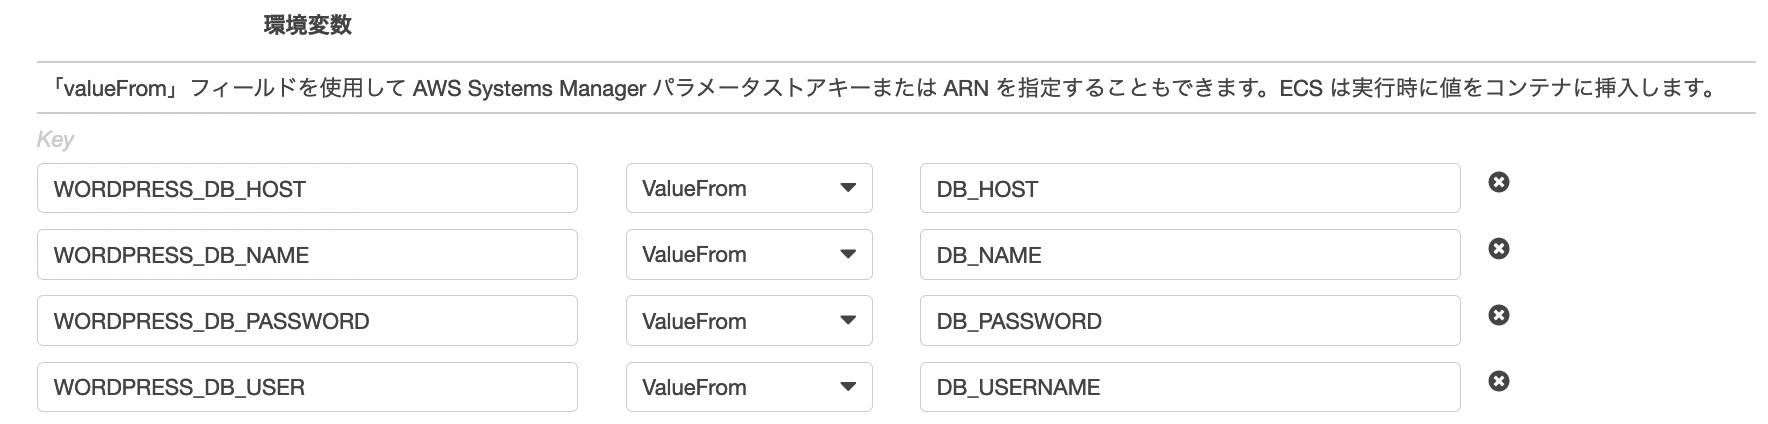 環境変数
「valueFrom」フィールドを使用して AWS Systems Manager パラメータストアキーまたは ARN を指定することもできます。ECS は実行時に値をコンテナに挿入します。
Key
WORDPRESS_DB_HOST ValueFrom DB_HOST
WORDPRESS_DB_NAME ValueFrom DB_NAME
WORDPRESS_DB_PASSWORD ValueFrom DB_PASSWORD
WORDPRESS_DB_USER ValueFrom DB_USERNAME